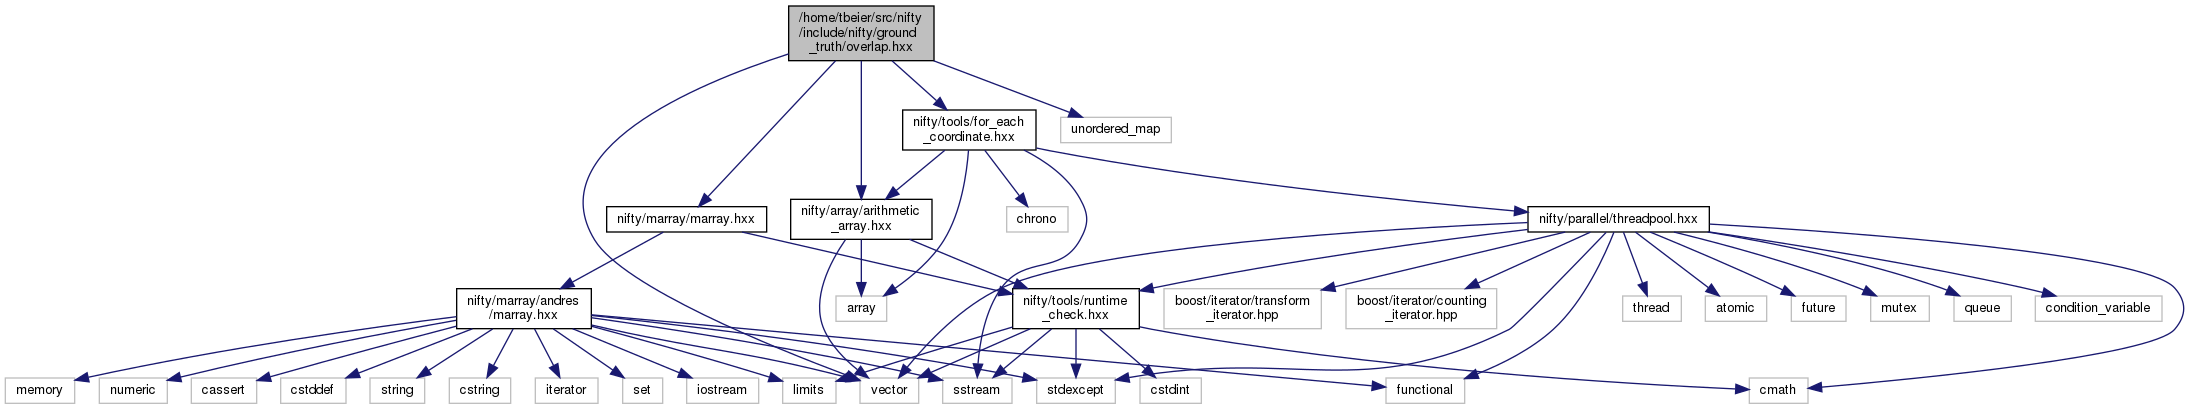 /home/tbeier/src/nifty
/include/nifty/ground
_truth/overlap.hxx
nifty/tools/for_each
_coordinate.hxx
unordered_map
nifty/marray/marray.hxx
nifty/array/arithmetic
_array.hxx
chrono
nifty/parallel/threadpool.hxx
nifty/marray/andres
/marray.hxx
array
nifty/tools/runtime
_check.hxx
boost/iterator/transform
_iterator.hpp
boost/iterator/counting
_iterator.hpp
thread
atomic
future
mutex
queue
condition_variable
memory
numeric
cassert
cstddef
string
cstring
iterator
set
iostream
limits
vector
sstream
stdexcept
cstdint
functional
cmath